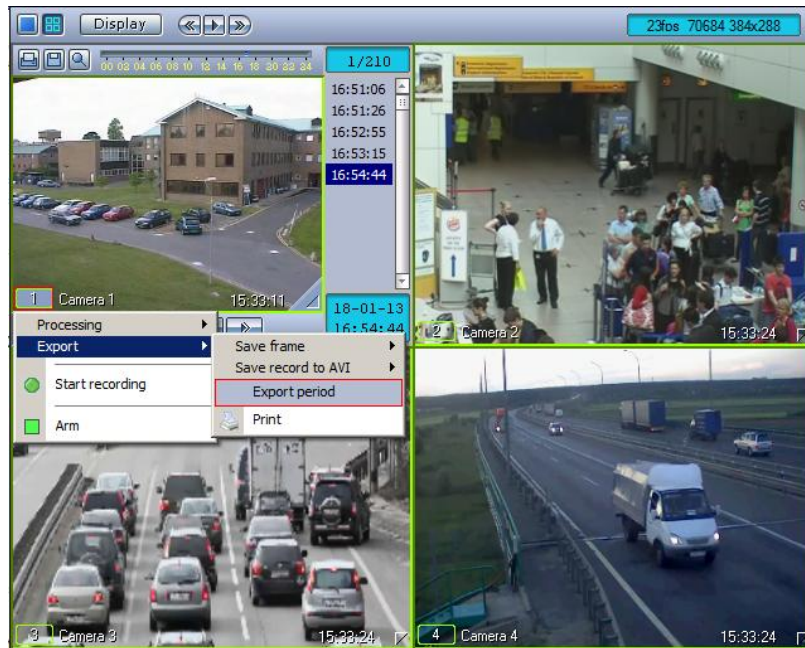 Display
23fps 70684 384x288
00 02 04 06 08 10 12 14 16 18 20 22 24
1/210
16:51:06
16:51:26
16:52:55
16:53:15
16:54:44
1 Camera 1 15:33:11
18-01-13
16:54:44
2 Camera 2 15:33:24
Processing
Export
Start recording
Arm
Save frame
Save record to AVI
Export period
Print
3 Camera 3 15:33:24
4 Camera 4 15:33:24